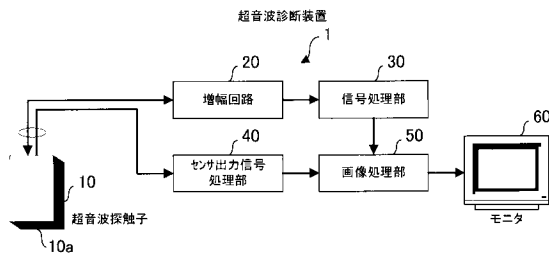 超音波診断装置
1
20
増幅回路
30
信号処理部
40
センサ出力信号
処理部
50
画像処理部
60
モニタ
10
超音波探触子
10a